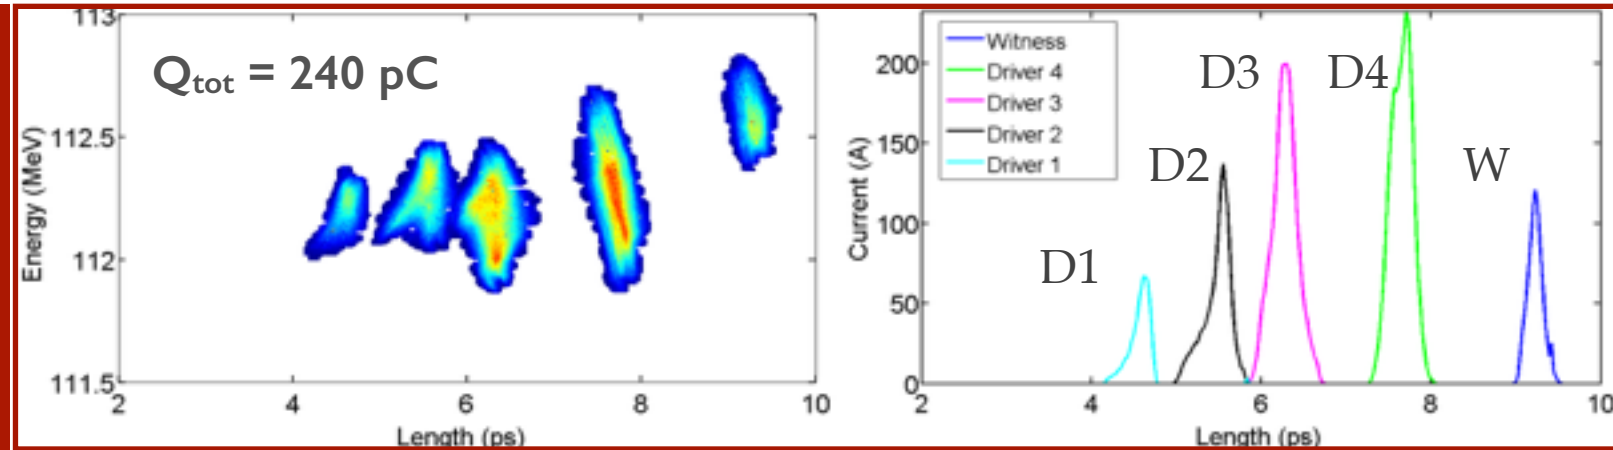 113
112.5
112
111.5
Energy (MeV)
Qtot = 240 pC
2 4 6 8 10
Length (ps)
200
150
100
50
0
Current (A)
Witness
Driver 4
Driver 3
Driver 2
Driver 1
D1
D2
D3
D4
W
2 4 6 8 10
Length (ps)